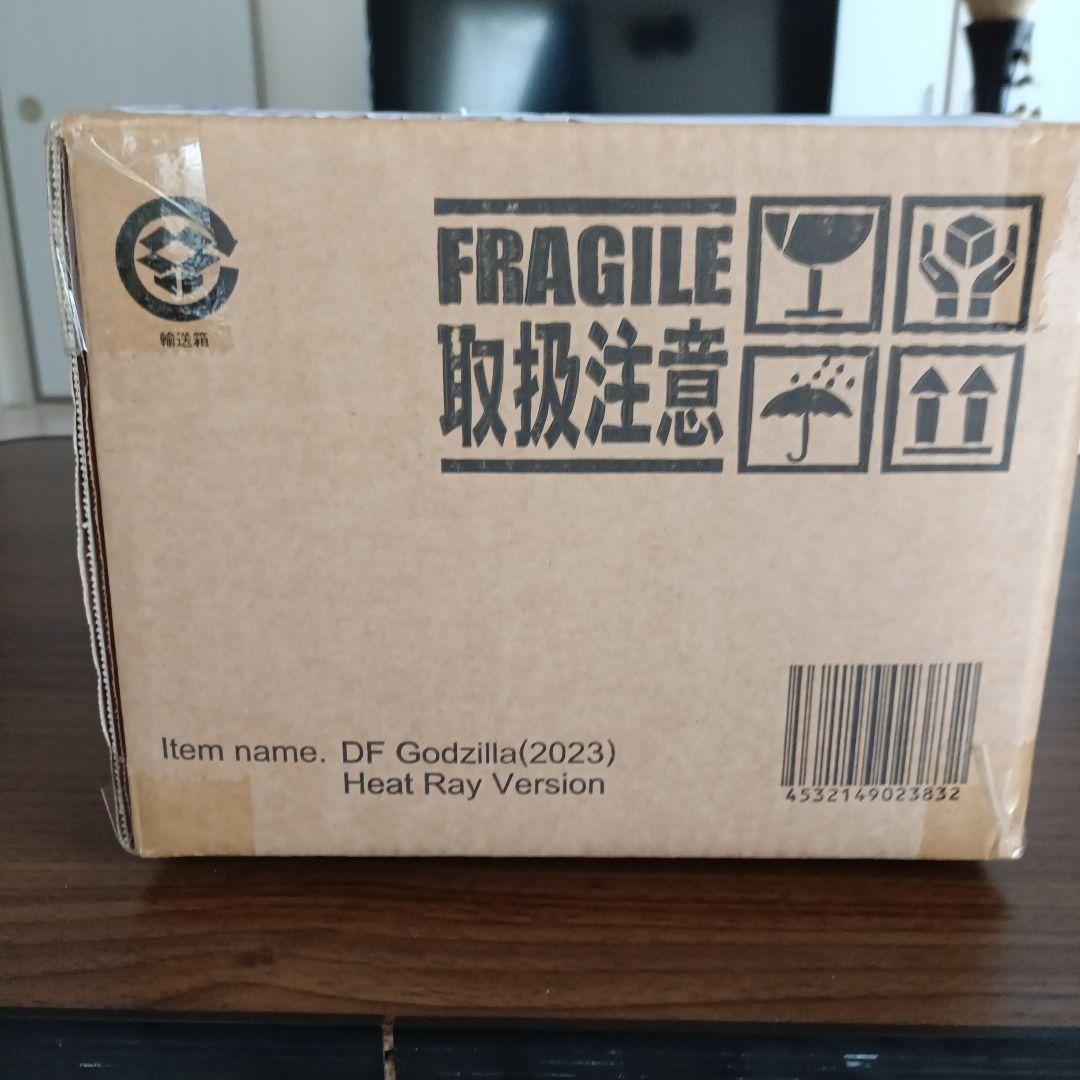 輸送箱
FRAGILE
取扱注意
Item name. DF Godzilla(2023)
Heat Ray Version
4532149023832